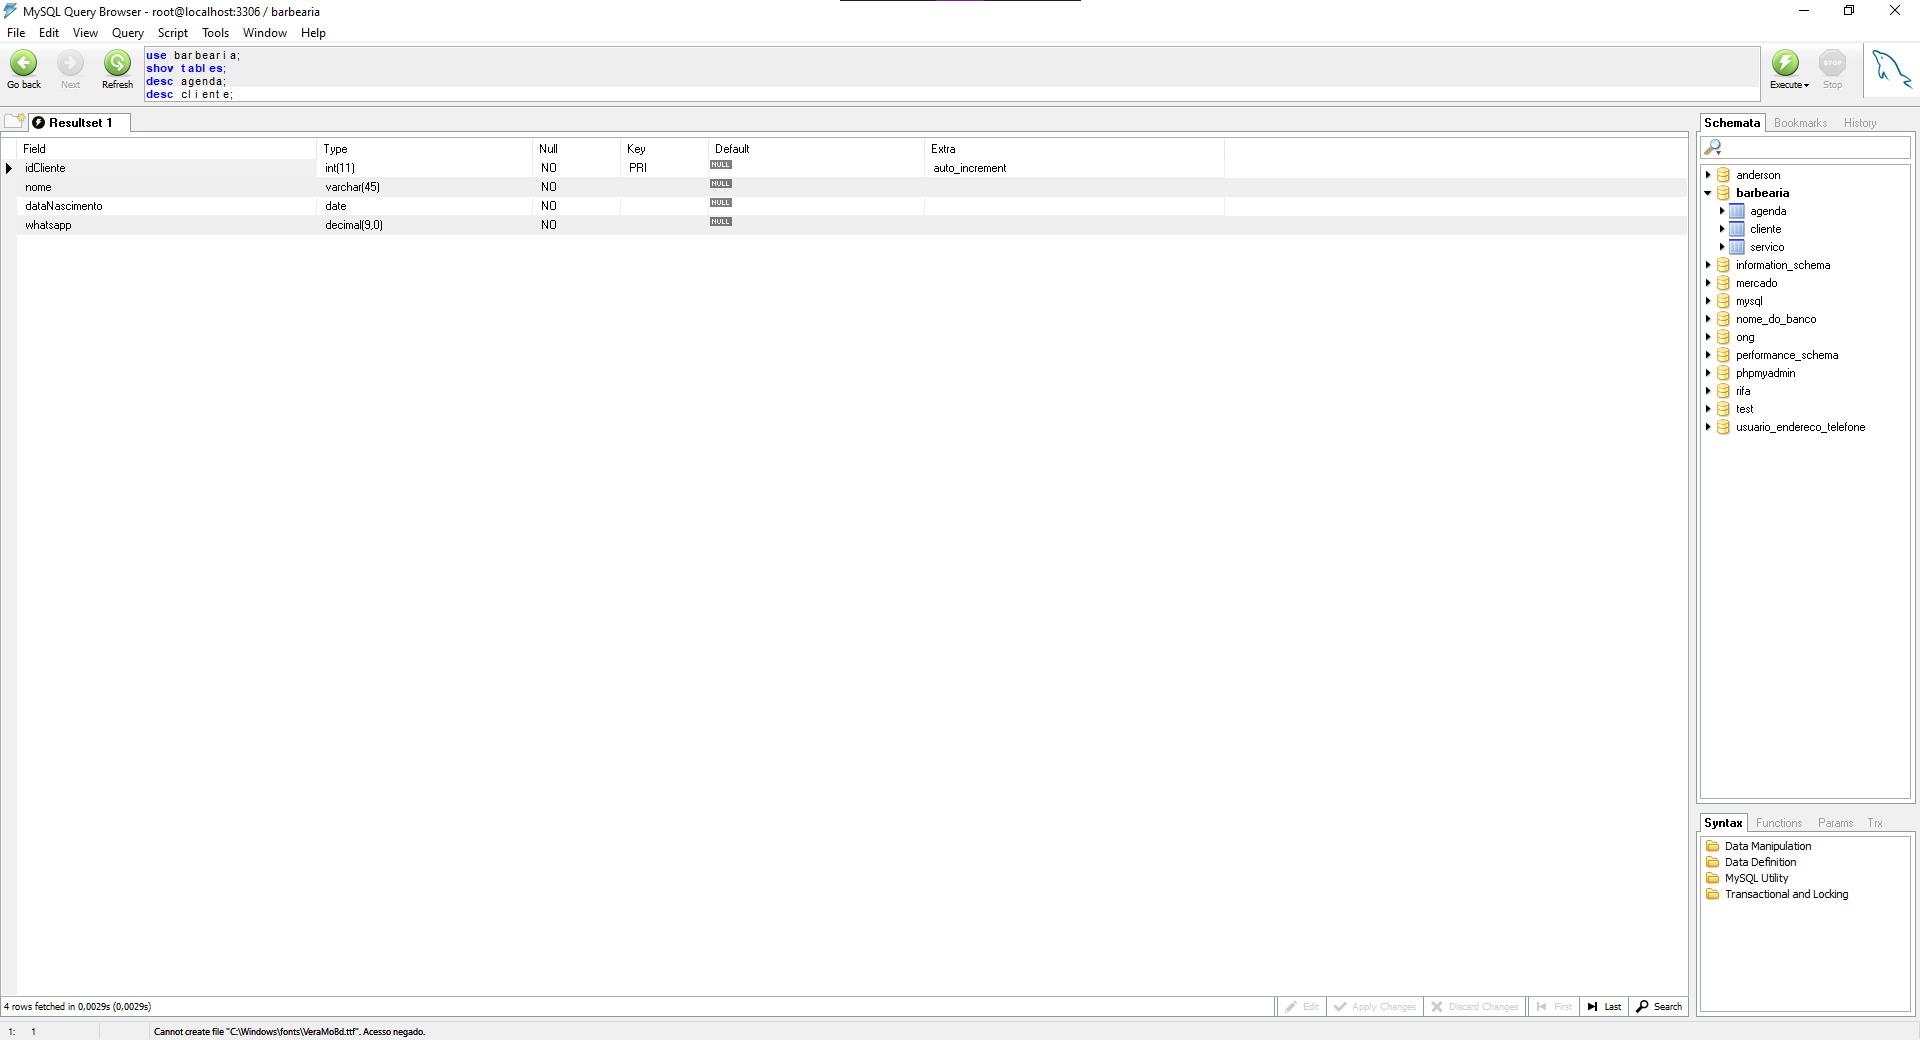 MySQL Query Browser - root@localhost:3306 / barbearia
File Edit View Query Script Tools Window Help
Go back Next Refresh
use barbearia;
show tables;
desc agenda;
desc cliente;
Execute STOP Stop
Resultset 1
Field Type Null Key Default Extra
idCliente int(11) NO PRI NULL auto_increment
nome varchar(45) NO NULL
dataNascimento date NO NULL
whatsapp decimal(9,0) NO NULL
Schemata Bookmarks History
anderson
barbearia
agenda
cliente
servico
information_schema
mercado
mysql
nome_do_banco
ong
performance_schema
phpmyadmin
rifa
test
usuario_endereco_telefone
Syntax Functions Params Trx
Data Manipulation
Data Definition
MySQL Utility
Transactional and Locking
4 rows fetched in 0,0029s (0,0029s)
Edit Apply Changes Discard Changes First Last Search
1: 1 Cannot create file "C:\Windows\fonts\VeraMoBd.ttf". Acesso negado.